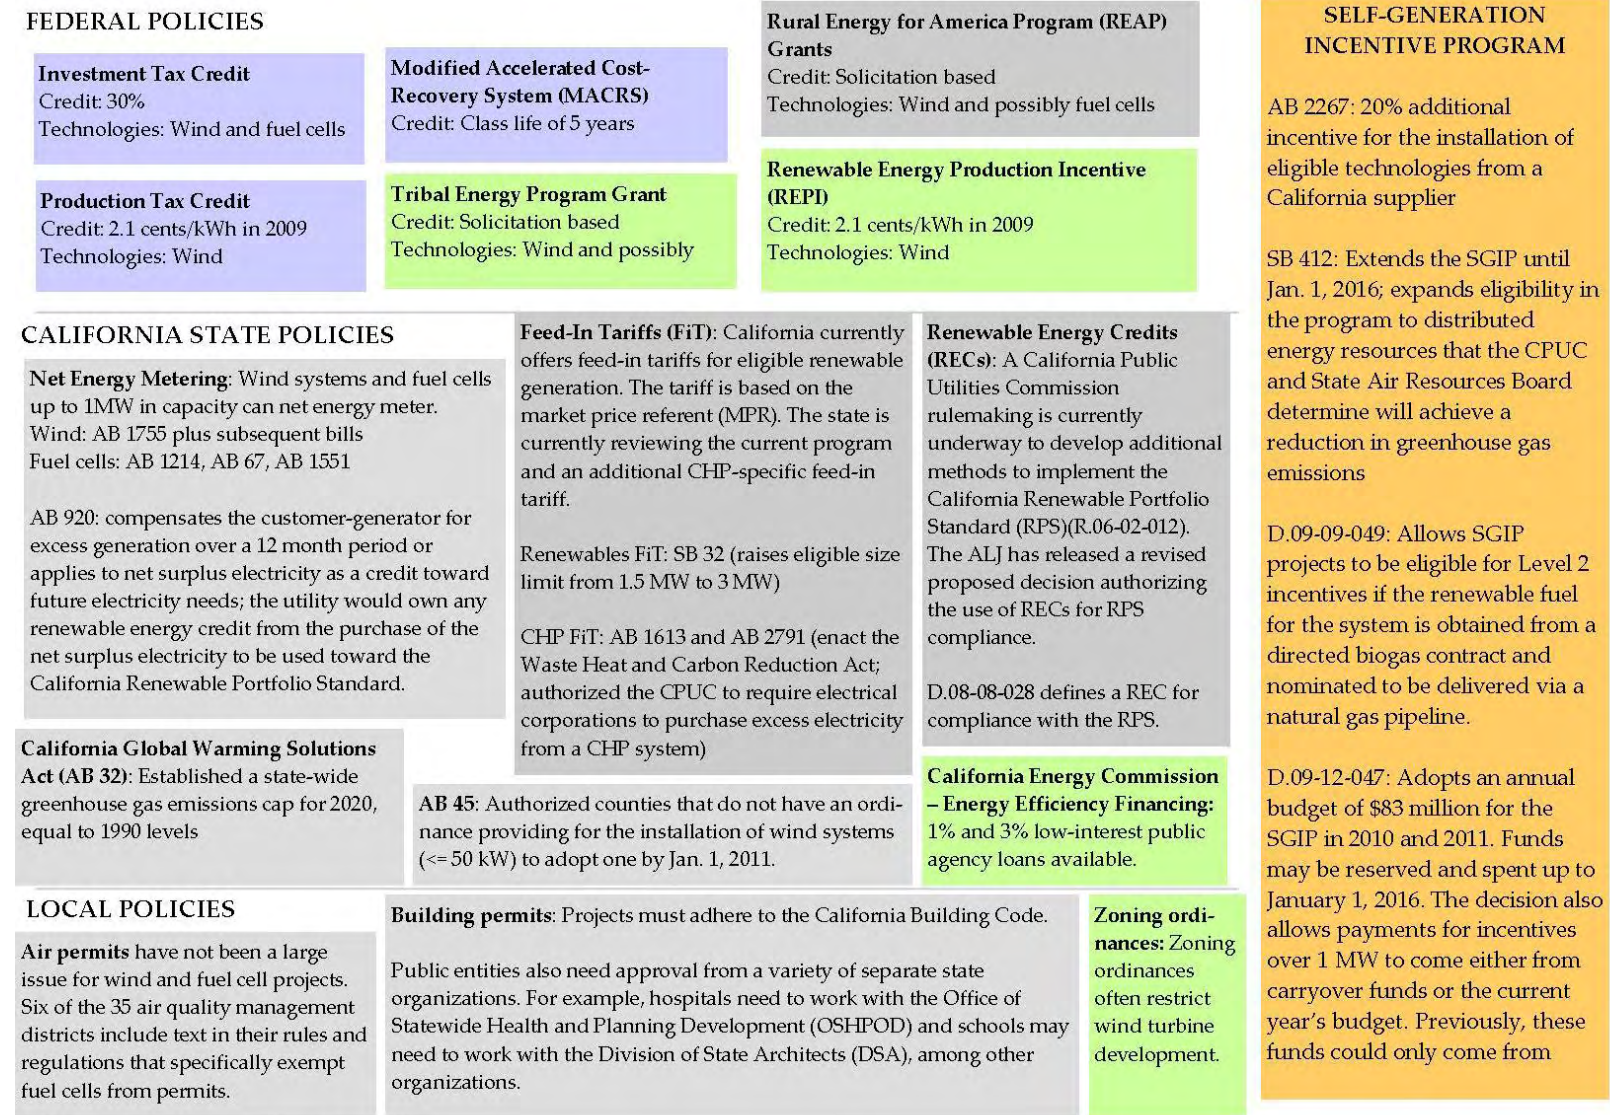 FEDERAL POLICIES
Investment Tax Credit
Credit: 30%
Technologies: Wind and fuel cells
Modified Accelerated Cost-
Recovery System (MACRS)
Credit: Class life of 5 years
Rural Energy for America Program (REAP)
Grants
Credit: Solicitation based
Technologies: Wind and possibly fuel cells
Production Tax Credit
Credit: 2.1 cents/kWh in 2009
Technologies: Wind
Tribal Energy Program Grant
Credit: Solicitation based
Technologies: Wind and possibly
Renewable Energy Production Incentive
(REPI)
Credit: 2.1 cents/kWh in 2009
Technologies: Wind
CALIFORNIA STATE POLICIES
Net Energy Metering: Wind systems and fuel cells
up to 1MW in capacity can net energy meter.
Wind: AB 1755 plus subsequent bills
Fuel cells: AB 1214, AB 67, AB 1551
AB 920: compensates the customer-generator for
excess generation over a 12 month period or
applies to net surplus electricity as a credit toward
future electricity needs; the utility would own any
renewable energy credit from the purchase of the
net surplus electricity to be used toward the
California Renewable Portfolio Standard.
Feed-In Tariffs (FiT): California currently
offers feed-in tariffs for eligible renewable
generation. The tariff is based on the
market price referent (MPR). The state is
currently reviewing the current program
and an additional CHP-specific feed-in
tariff.
Renewables FiT: SB 32 (raises eligible size
limit from 1.5 MW to 3 MW)
CHP FiT: AB 1613 and AB 2791 (enact the
Waste Heat and Carbon Reduction Act;
authorized the CPUC to require electrical
corporations to purchase excess electricity
from a CHP system)
Renewable Energy Credits
(RECs): A California Public
Utilities Commission
rulemaking is currently
underway to develop additional
methods to implement the
California Renewable Portfolio
Standard (RPS)(R.06-02-012).
The ALJ has released a revised
proposed decision authorizing
the use of RECs for RPS
compliance.
D.08-08-028 defines a REC for
compliance with the RPS.
California Global Warming Solutions
Act (AB 32): Established a state-wide
greenhouse gas emissions cap for 2020,
equal to 1990 levels
AB 45: Authorized counties that do not have an ordi-
nance providing for the installation of wind systems
(<= 50 kW) to adopt one by Jan. 1, 2011.
California Energy Commission
– Energy Efficiency Financing:
1% and 3% low-interest public
agency loans available.
LOCAL POLICIES
Air permits have not been a large
issue for wind and fuel cell projects.
Six of the 35 air quality management
districts include text in their rules and
regulations that specifically exempt
fuel cells from permits.
Building permits: Projects must adhere to the California Building Code.
Public entities also need approval from a variety of separate state
organizations. For example, hospitals need to work with the Office of
Statewide Health and Planning Development (OSHPOD) and schools may
need to work with the Division of State Architects (DSA), among other
organizations.
Zoning ordi-
nances: Zoning
ordinances
often restrict
wind turbine
development.
SELF-GENERATION
INCENTIVE PROGRAM
AB 2267: 20% additional
incentive for the installation of
eligible technologies from a
California supplier
SB 412: Extends the SGIP until
Jan. 1, 2016; expands eligibility in
the program to distributed
energy resources that the CPUC
and State Air Resources Board
determine will achieve a
reduction in greenhouse gas
emissions
D.09-09-049: Allows SGIP
projects to be eligible for Level 2
incentives if the renewable fuel
for the system is obtained from a
directed biogas contract and
nominated to be delivered via a
natural gas pipeline.
D.09-12-047: Adopts an annual
budget of $83 million for the
SGIP in 2010 and 2011. Funds
may be reserved and spent up to
January 1, 2016. The decision also
allows payments for incentives
over 1 MW to come either from
carryover funds or the current
year's budget. Previously, these
funds could only come from